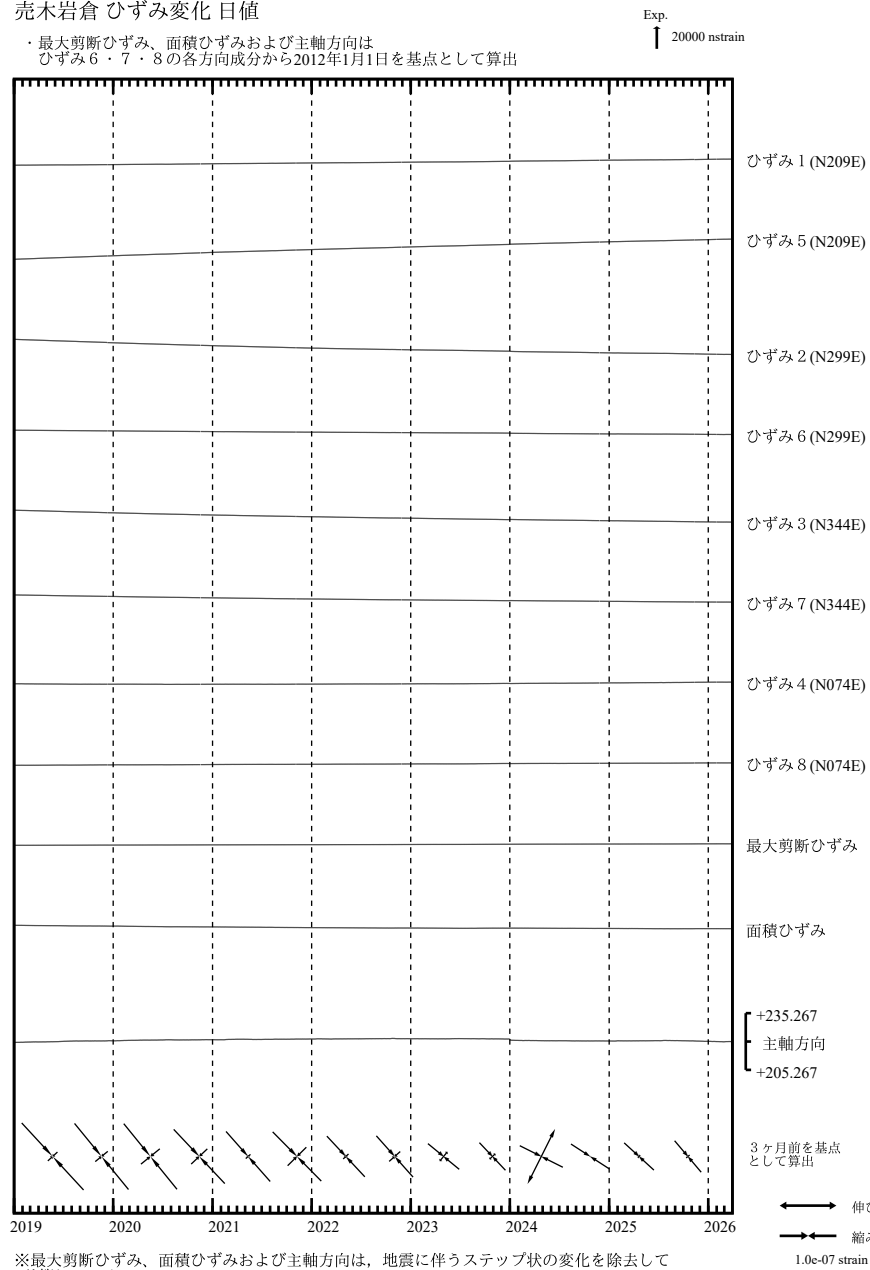 売木岩倉 ひずみ変化 日値
・最大剪断ひずみ、面積ひずみおよび主軸方向は
ひずみ６・７・８の各方向成分から2012年1月1日を基点として算出
Exp.
20000 nstrain
ひずみ１(N209E)
ひずみ５(N209E)
ひずみ２(N299E)
ひずみ６(N299E)
ひずみ３(N344E)
ひずみ７(N344E)
ひずみ４(N074E)
ひずみ８(N074E)
最大剪断ひずみ
面積ひずみ
+235.267
主軸方向
+205.267
３ヶ月前を基点
として算出
伸び
縮み
1.0e-07 strain
2019 2020 2021 2022 2023 2024 2025 2026
※最大剪断ひずみ、面積ひずみおよび主軸方向は，地震に伴うステップ状の変化を除去して